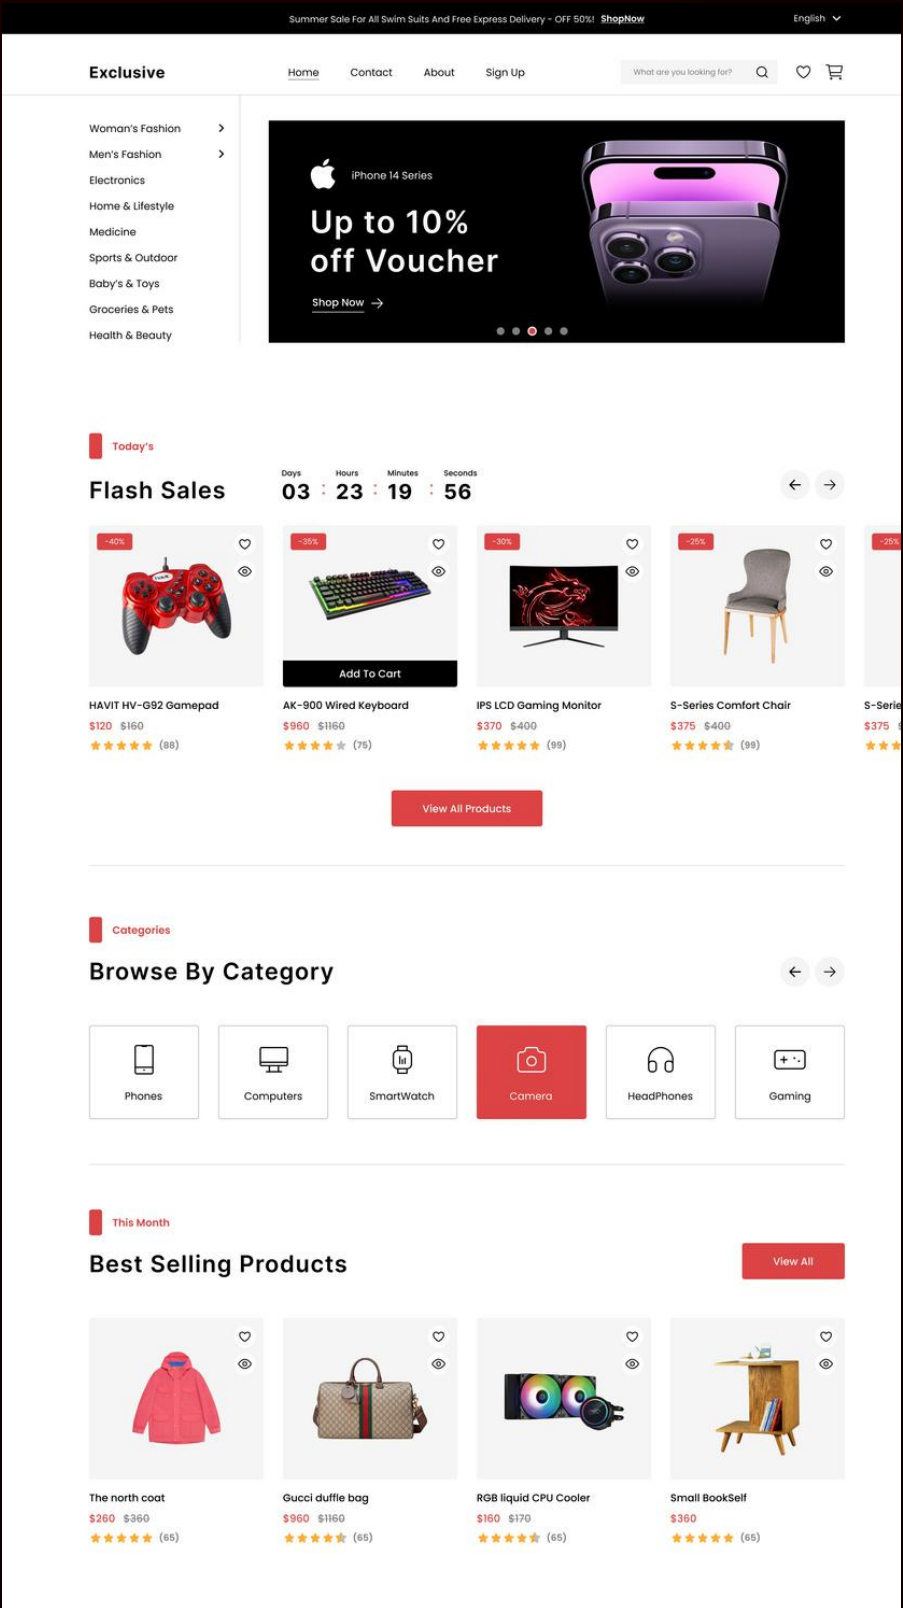 Summer Sale For All Swim Suits And Free Express Delivery - OFF 50%! ShopNow
English
Exclusive
Home Contact About Sign Up
What are you looking for?
Woman's Fashion
Men's Fashion
Electronics
Home & Lifestyle
Medicine
Sports & Outdoor
Baby's & Toys
Groceries & Pets
Health & Beauty
iPhone 14 Series
Up to 10%
off Voucher
Shop Now
Today's
Flash Sales
Days Hours Minutes Seconds
03 : 23 : 19 : 56
-40% -35% -30% -25% -25%
Add To Cart
HAVIT HV-G92 Gamepad
$120 $160
(88)
AK-900 Wired Keyboard
$960 $1160
(75)
IPS LCD Gaming Monitor
$370 $400
(99)
S-Series Comfort Chair
$375 $400
(99)
S-Serie
$375
View All Products
Categories
Browse By Category
Phones
Computers
SmartWatch
Camera
HeadPhones
Gaming
This Month
Best Selling Products
View All
The north coat
$260 $360
(65)
Gucci duffle bag
$960 $1160
(65)
RGB liquid CPU Cooler
$160 $170
(65)
Small BookSelf
$360
(65)